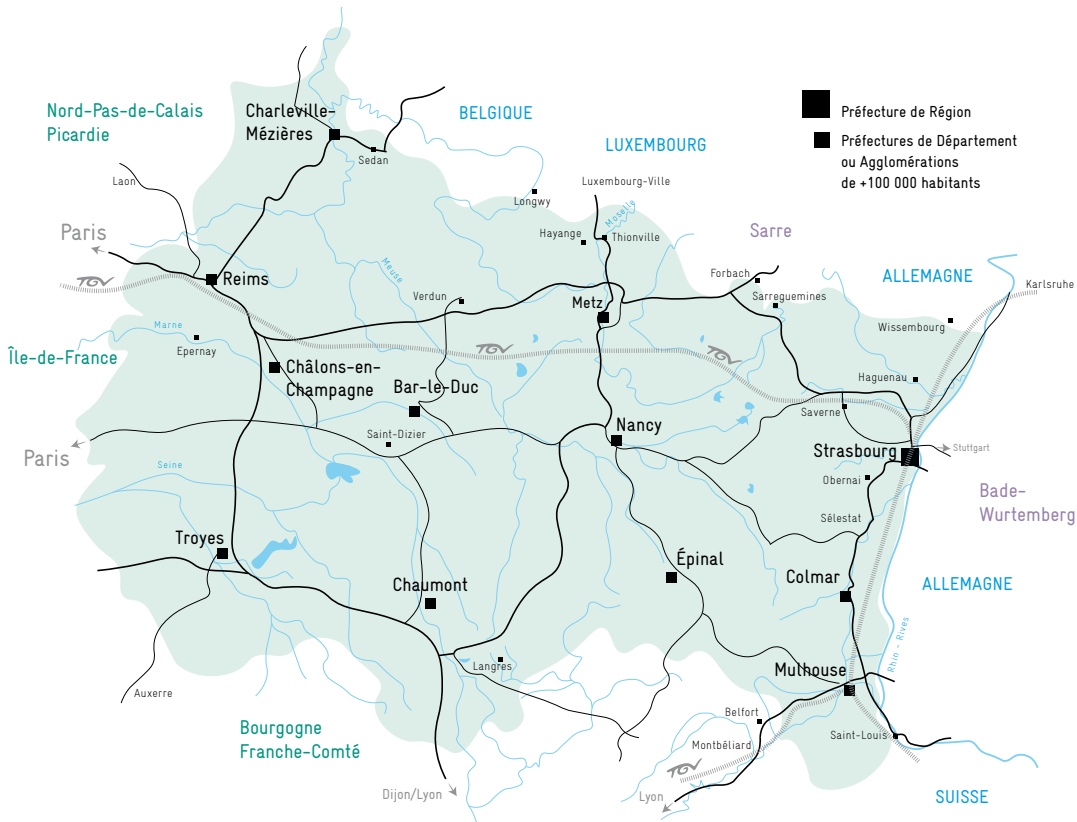 Nord-Pas-de-Calais
Picardie
Charleville-
Mézières
BELGIQUE
LUXEMBOURG
Préfecture de Région
Préfectures de Département
ou Agglomérations
de +100 000 habitants
Sedan
Laon
Longwy
Luxembourg-Ville
Moselle
Hayange
Thionville
Sarre
Paris
TGV
Reims
Meuse
Verdun
Metz
Forbach
Sarreguemines
ALLEMAGNE
Karlsruhe
Wissembourg
Marne
Epernay
Île-de-France
Châlons-en-
Champagne
Bar-le-Duc
TGV
TGV
Haguenau
Saverne
Saint-Dizier
Nancy
Strasbourg
Stuttgart
Paris
Seine
Obernai
Sélestat
Bade-
Wurtemberg
Troyes
Chaumont
Épinal
Colmar
ALLEMAGNE
Rhin - Rives
Langres
Mulhouse
Auxerre
Bourgogne
Franche-Comté
Belfort
Montbéliard
Saint-Louis
TGV
Dijon/Lyon
Lyon
SUISSE